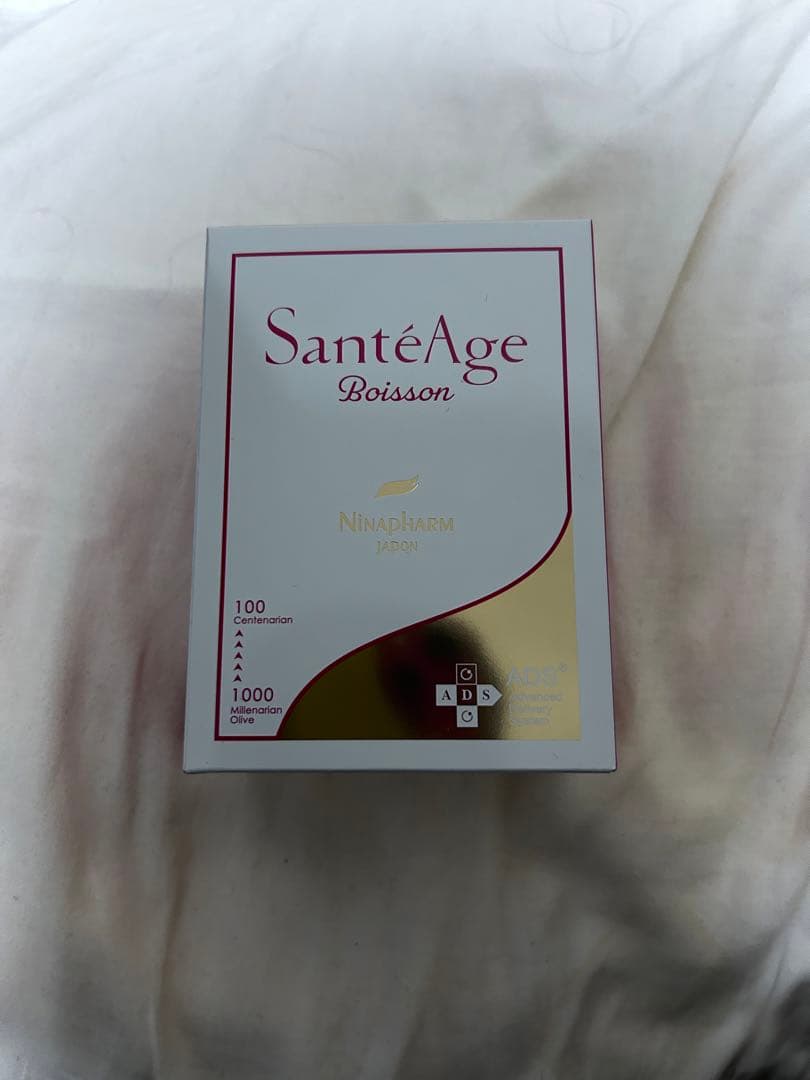 SantéAge
Boisson
NINAPHARM
JAPON
100
Centenarian
1000
Millenarian
Olive
A D S
ADS®
Advanced
Delivery
System